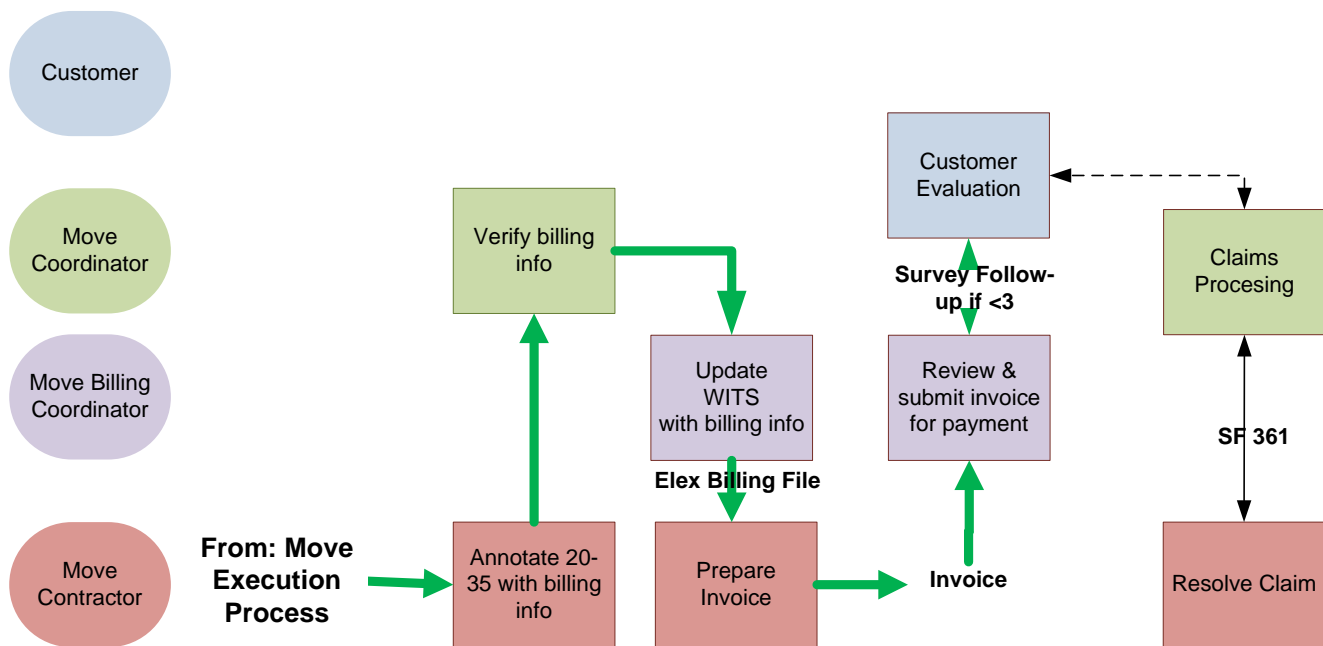 Customer
Customer
Evaluation
Move
Coordinator
Verify billing
info
Claims
Procesing
Survey Follow-
up if <3
Move Billing
Coordinator
Update
WITS
with billing info
Review &
submit invoice
for payment
SF 361
Elex Billing File
Move
Contractor
From: Move
Execution
Process
Annotate 20-
35 with billing
info
Prepare
Invoice
Invoice
Resolve Claim